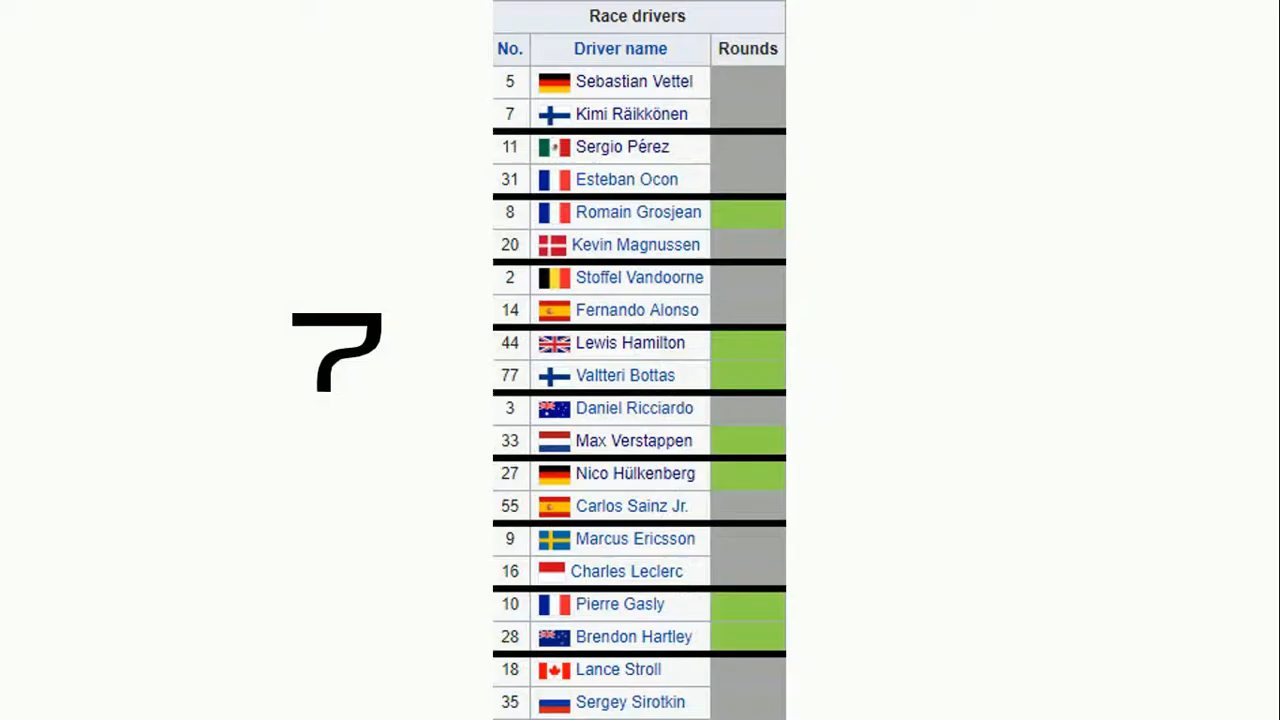 7
Race drivers
No. Driver name Rounds
5 Sebastian Vettel
7 Kimi Räikkönen
11 Sergio Pérez
31 Esteban Ocon
8 Romain Grosjean
20 Kevin Magnussen
2 Stoffel Vandoorne
14 Fernando Alonso
44 Lewis Hamilton
77 Valtteri Bottas
3 Daniel Ricciardo
33 Max Verstappen
27 Nico Hülkenberg
55 Carlos Sainz Jr.
9 Marcus Ericsson
16 Charles Leclerc
10 Pierre Gasly
28 Brendon Hartley
18 Lance Stroll
35 Sergey Sirotkin